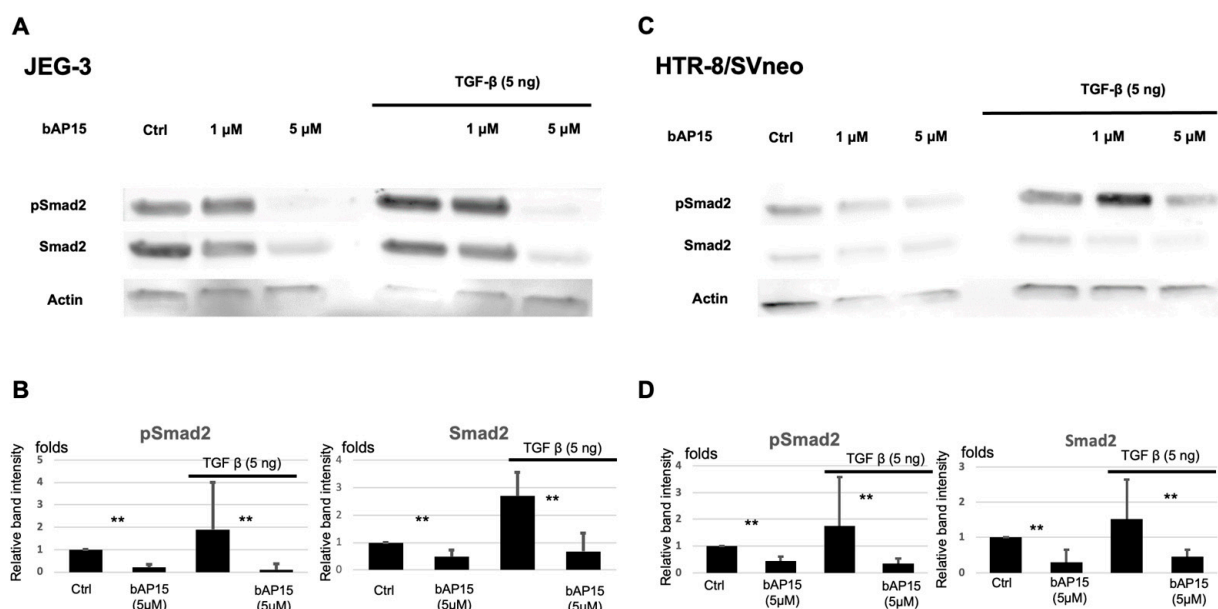 A
JEG-3
TGF-β (5 ng)
bAP15 Ctrl 1 µM 5 µM 1 µM 5 µM
pSmad2
Smad2
Actin
C
HTR-8/SVneo
TGF-β (5 ng)
bAP15 Ctrl 1 µM 5 µM 1 µM 5 µM
pSmad2
Smad2
Actin
B
pSmad2
folds
TGF β (5 ng)
Relative band intensity
5
4
3
2
1
0
**
**
Ctrl bAP15 bAP15
(5µM) (5µM)
Smad2
folds
TGF β (5 ng)
Relative band intensity
4
3
2
1
0
**
**
Ctrl bAP15 bAP15
(5µM) (5µM)
D
pSmad2
folds
TGF β (5 ng)
Relative band intensity
4
3
2
1
0
**
**
Ctrl bAP15 bAP15
(5µM) (5µM)
Smad2
folds
TGF β (5 ng)
Relative band intensity
3
2
1
0
**
**
Ctrl bAP15 bAP15
(5µM) (5µM)